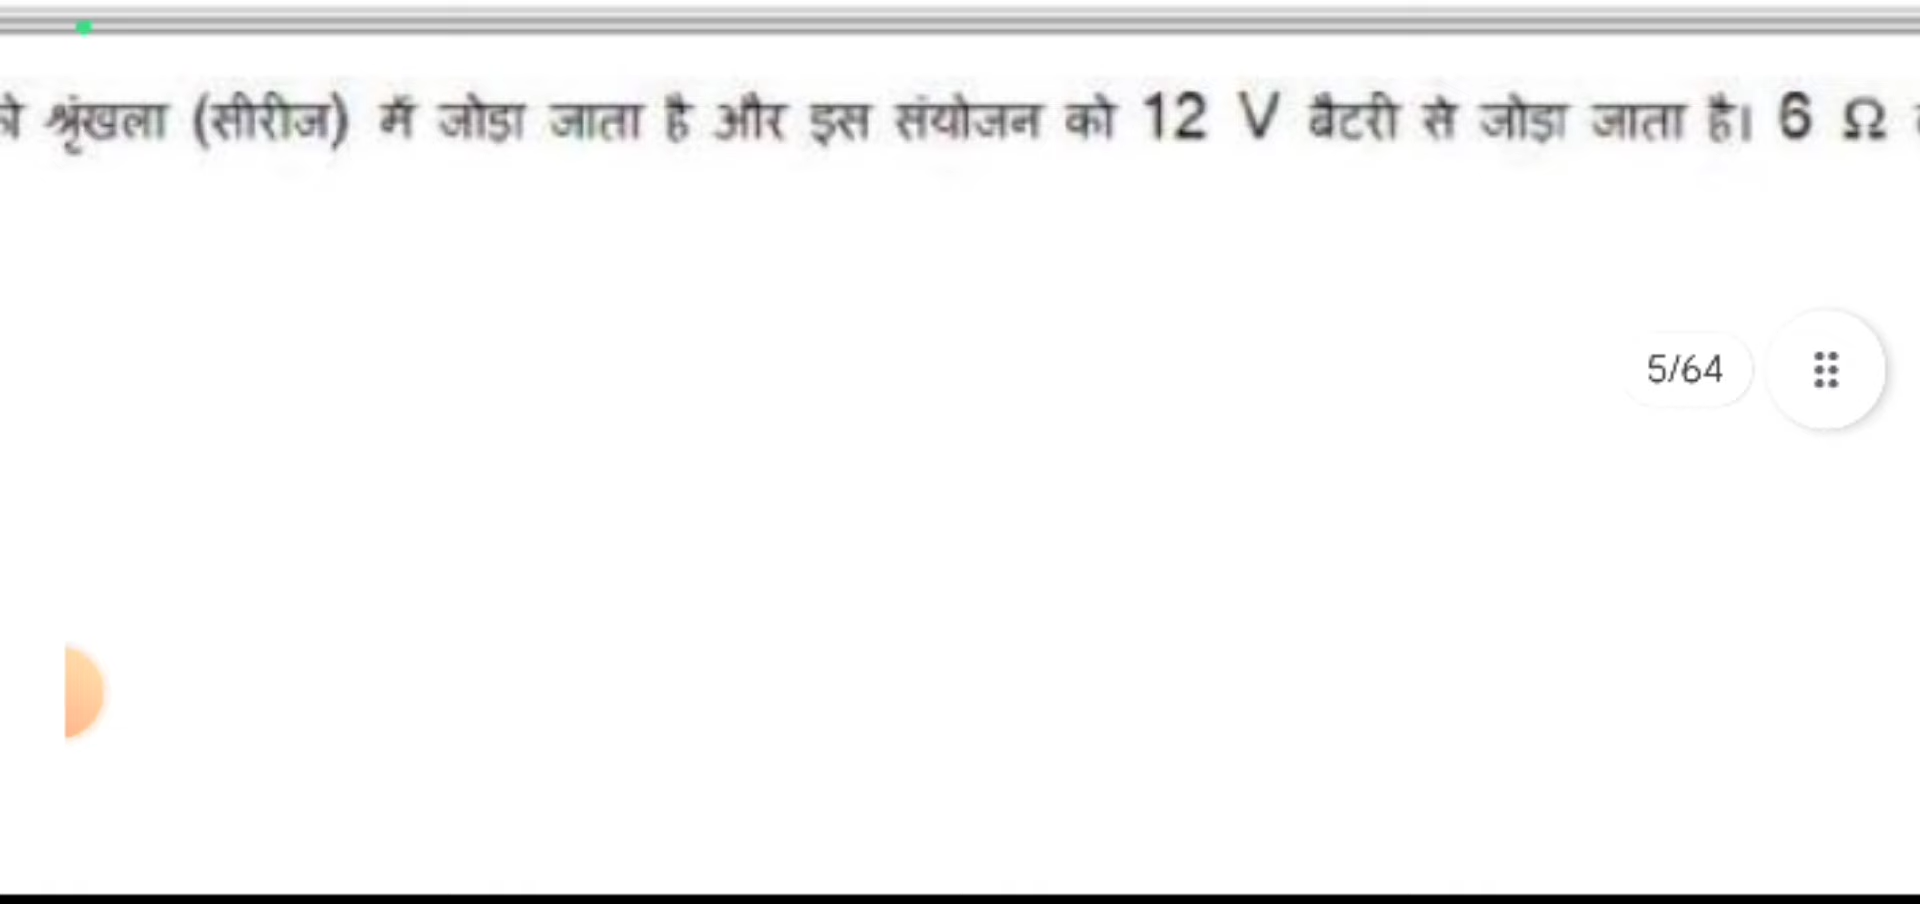 श्रृंखला (सीरीज) में जोड़ा जाता है और इस संयोजन को 12 V बैटरी से जोड़ा जाता है। 6 Ω
5/64